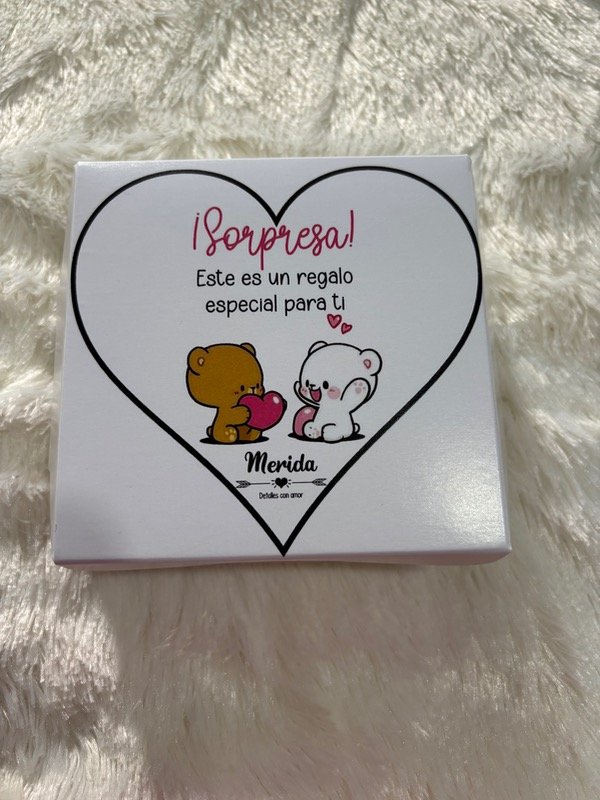 ¡Sorpresa!
Este es un regalo
especial para ti
Merida
Detalles con amor